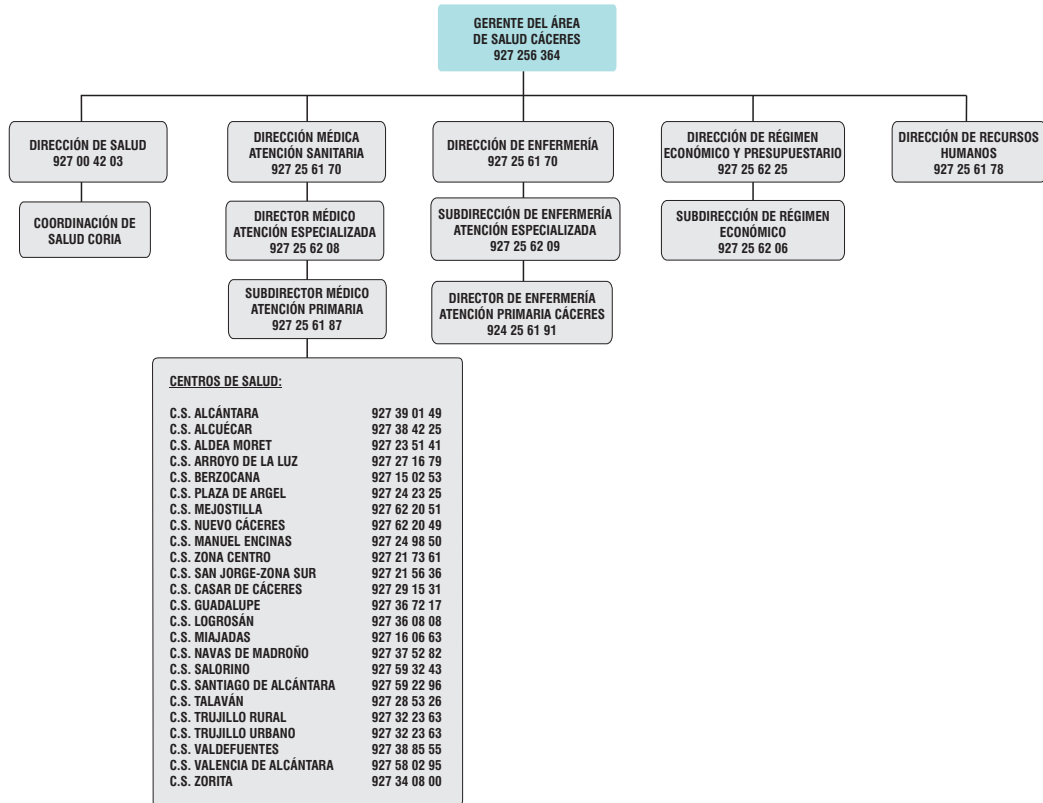 GERENTE DEL ÁREA
DE SALUD CÁCERES
927 256 364
DIRECCIÓN DE SALUD
927 00 42 03
DIRECCIÓN MÉDICA
ATENCIÓN SANITARIA
927 25 61 70
DIRECCIÓN DE ENFERMERÍA
927 25 61 70
DIRECCIÓN DE RÉGIMEN
ECONÓMICO Y PRESUPUESTARIO
927 25 62 25
DIRECCIÓN DE RECURSOS
HUMANOS
927 25 61 78
COORDINACIÓN DE
SALUD CORIA
DIRECTOR MÉDICO
ATENCIÓN ESPECIALIZADA
927 25 62 08
SUBDIRECCIÓN DE ENFERMERÍA
ATENCIÓN ESPECIALIZADA
927 25 62 09
SUBDIRECCIÓN DE RÉGIMEN
ECONÓMICO
927 25 62 06
SUBDIRECTOR MÉDICO
ATENCIÓN PRIMARIA
927 25 61 87
DIRECTOR DE ENFERMERÍA
ATENCIÓN PRIMARIA CÁCERES
924 25 61 91
CENTROS DE SALUD:
C.S. ALCÁNTARA 927 39 01 49
C.S. ALCUÉCAR 927 38 42 25
C.S. ALDEA MORET 927 23 51 41
C.S. ARROYO DE LA LUZ 927 27 16 79
C.S. BERZOCANA 927 15 02 53
C.S. PLAZA DE ARGEL 927 24 23 25
C.S. MEJOSTILLA 927 62 20 51
C.S. NUEVO CÁCERES 927 62 20 49
C.S. MANUEL ENCINAS 927 24 98 50
C.S. ZONA CENTRO 927 21 73 61
C.S. SAN JORGE-ZONA SUR 927 21 56 36
C.S. CASAR DE CÁCERES 927 29 15 31
C.S. GUADALUPE 927 36 72 17
C.S. LOGROSÁN 927 36 08 08
C.S. MIAJADAS 927 16 06 63
C.S. NAVAS DE MADROÑO 927 37 52 82
C.S. SALORINO 927 59 32 43
C.S. SANTIAGO DE ALCÁNTARA 927 59 22 96
C.S. TALAVÁN 927 28 53 26
C.S. TRUJILLO RURAL 927 32 23 63
C.S. TRUJILLO URBANO 927 32 23 63
C.S. VALDEFUENTES 927 38 85 55
C.S. VALENCIA DE ALCÁNTARA 927 58 02 95
C.S. ZORITA 927 34 08 00